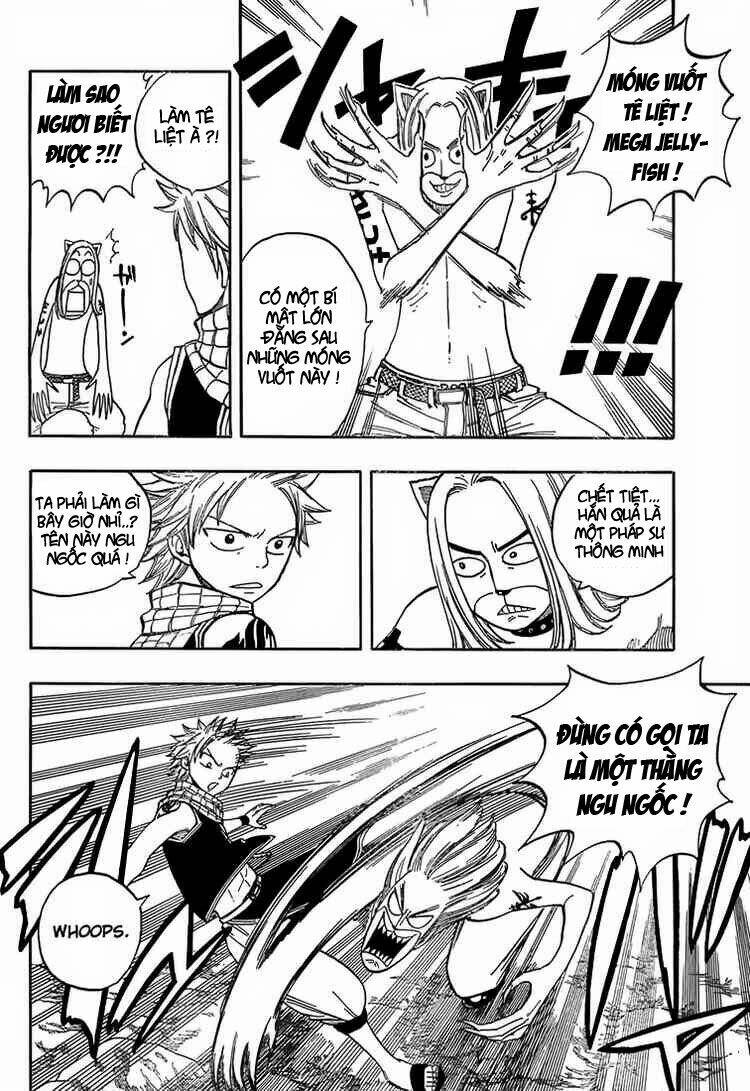 MÓNG VUỐT
TÊ LIỆT !
MEGA JELLY-
FISH !
CÓ MỘT BÍ
MẬT LỚN
ĐẰNG SAU
NHỮNG MÓNG
VUỐT NÀY !
LÀM TÊ
LIỆT À ?!
LÀM SAO
NGƯƠI BIẾT
ĐƯỢC ?!!
!!!
TA PHẢI LÀM GÌ
BÂY GIỜ NHỈ..?
TÊN NÀY NGU
NGỐC QUÁ !
CHẾT TIỆT...
HẮN QUẢ LÀ
MỘT PHÁP SƯ
THÔNG MINH
ĐỪNG CÓ GỌI TA
LÀ MỘT THẰNG
NGU NGỐC !
WHOOPS.